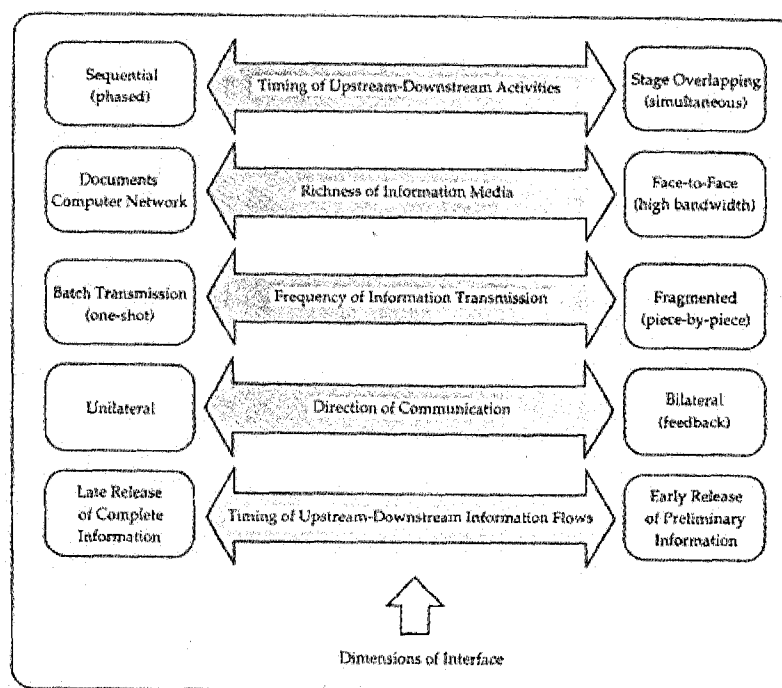 Sequential
(phased)
Timing of Upstream-Downstream Activities
Stage Overlapping
(simultaneous)
Documents
Computer Network
Richness of Information Media
Face-to-Face
(high bandwidth)
Batch Transmission
(one-shot)
Frequency of Information Transmission
Fragmented
(piece-by-piece)
Unilateral
Direction of Communication
Bilateral
(feedback)
Late Release
of Complete
Information
Timing of Upstream-Downstream Information Flows
Early Release
of Preliminary
Information
Dimensions of Interface